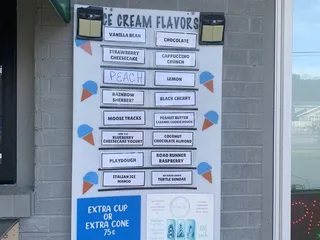 ICE CREAM FLAVORS
VANILLA BEAN
CHOCOLATE
STRAWBERRY
CHEESECAKE
CAPPUCCINO
CRUNCH
PEACH
LEMON
RAINBOW
SHERBERT
BLACK CHERRY
MOOSE TRACKS
PEANUT BUTTER
BLUEBERRY
CHEESECAKE YOGURT
COCONUT
CHOCOLATE ALMOND
PLAYDOUGH
ROAD RUNNER
RASPBERRY
ITALIAN ICE
MANGO
TURTLE SUNDAE
EXTRA CUP
OR
EXTRA CONE
75¢